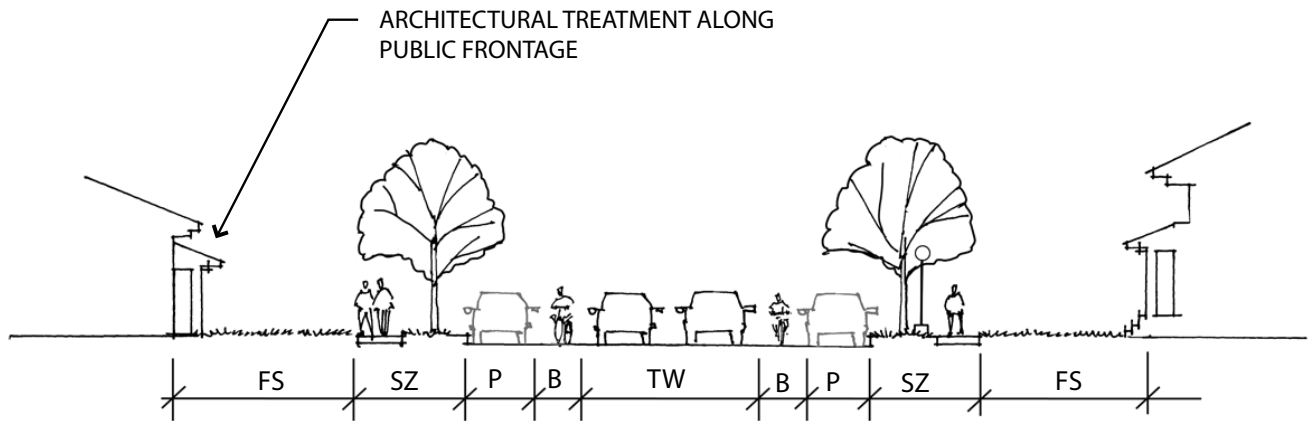 ARCHITECTURAL TREATMENT ALONG
PUBLIC FRONTAGE
FS SZ P B TW B P SZ FS